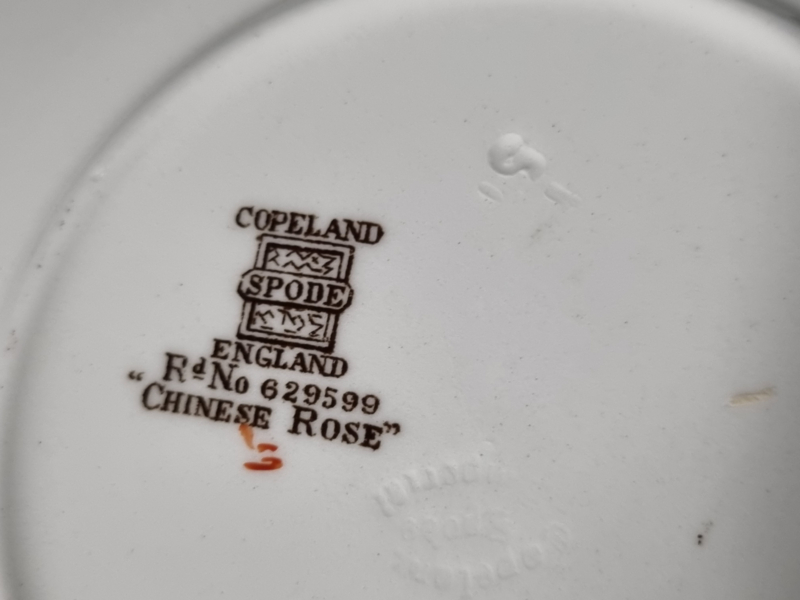 COPELAND
SPODE
ENGLAND
Rd No 629599
“CHINESE ROSE”